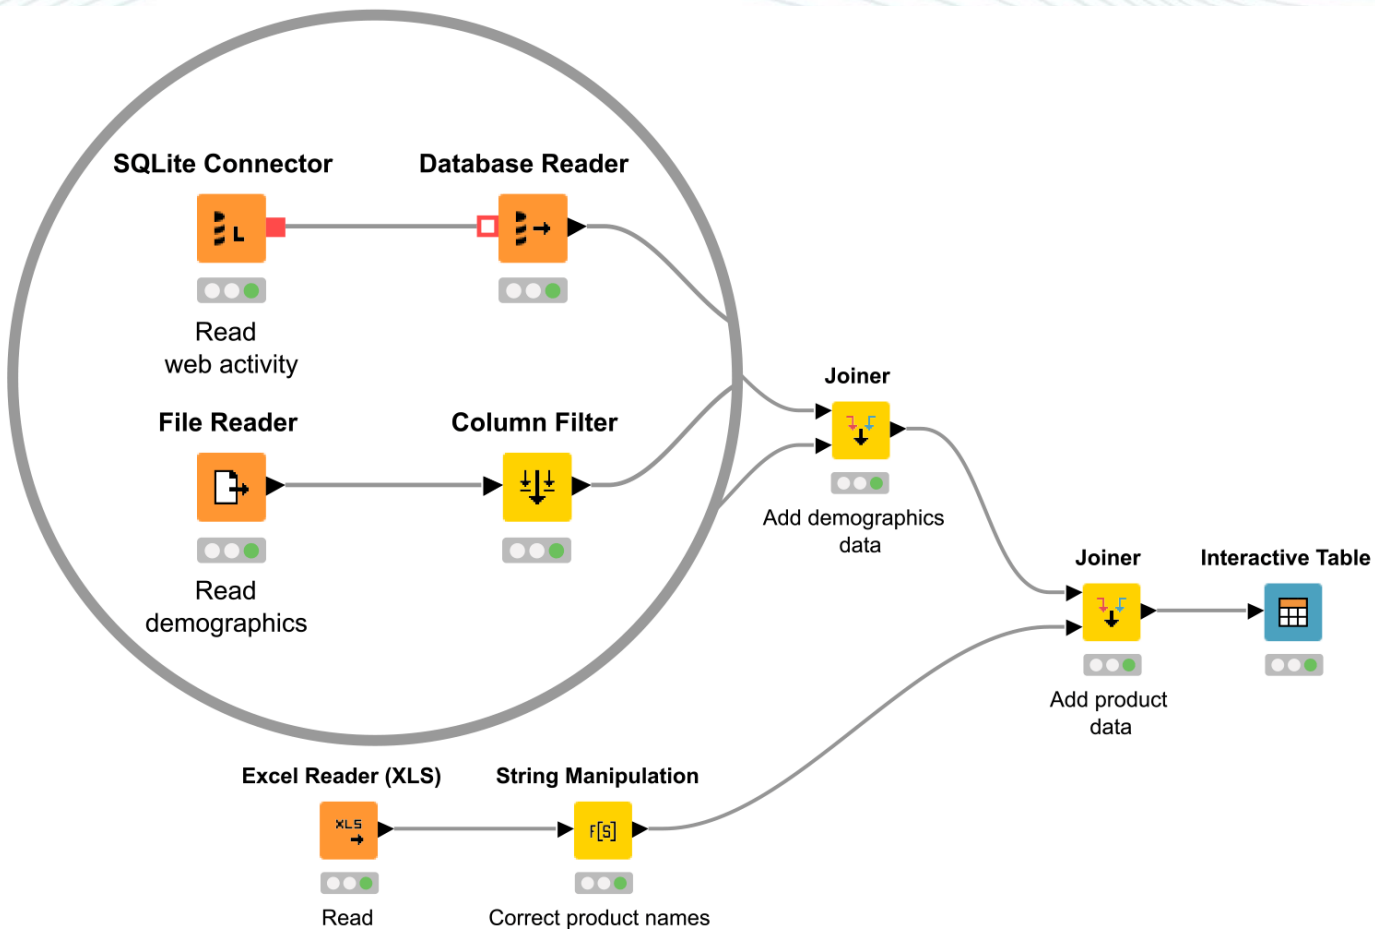 SQLite Connector
Database Reader
L
Read
web activity
File Reader
Column Filter
Read
demographics
Joiner
Add demographics
data
Joiner
Interactive Table
Add product
data
Excel Reader (XLS)
String Manipulation
XLS
F[S]
Read
Correct product names